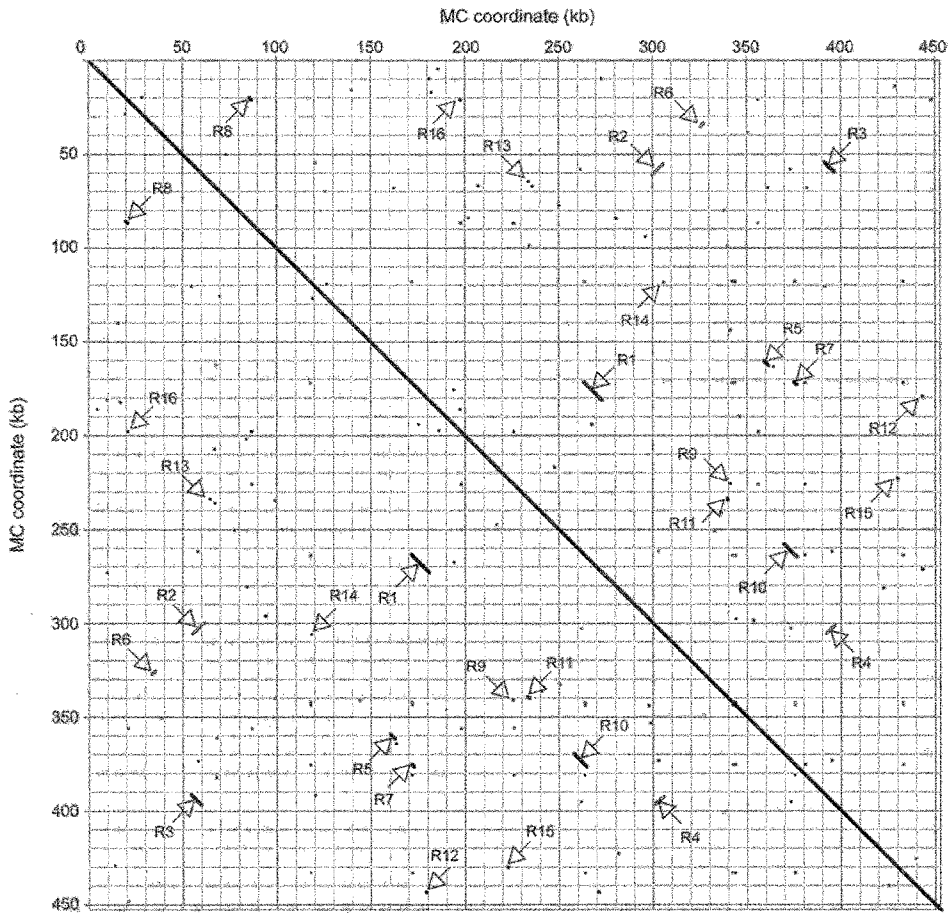 MC coordinate (kb)
0 50 100 150 200 250 300 350 400 450
R8 R16 R6
R13 R2 R3
50
R8
100
R14
R5
150
R1 R7
R16
R12
200
MC coordinate (kb)
R13 R9
R11 R15
250
R10
R1
R2 R14
300
R6 R4
R9 R11
350
R10
R5
R7
400
R3 R4
R15
R12
450